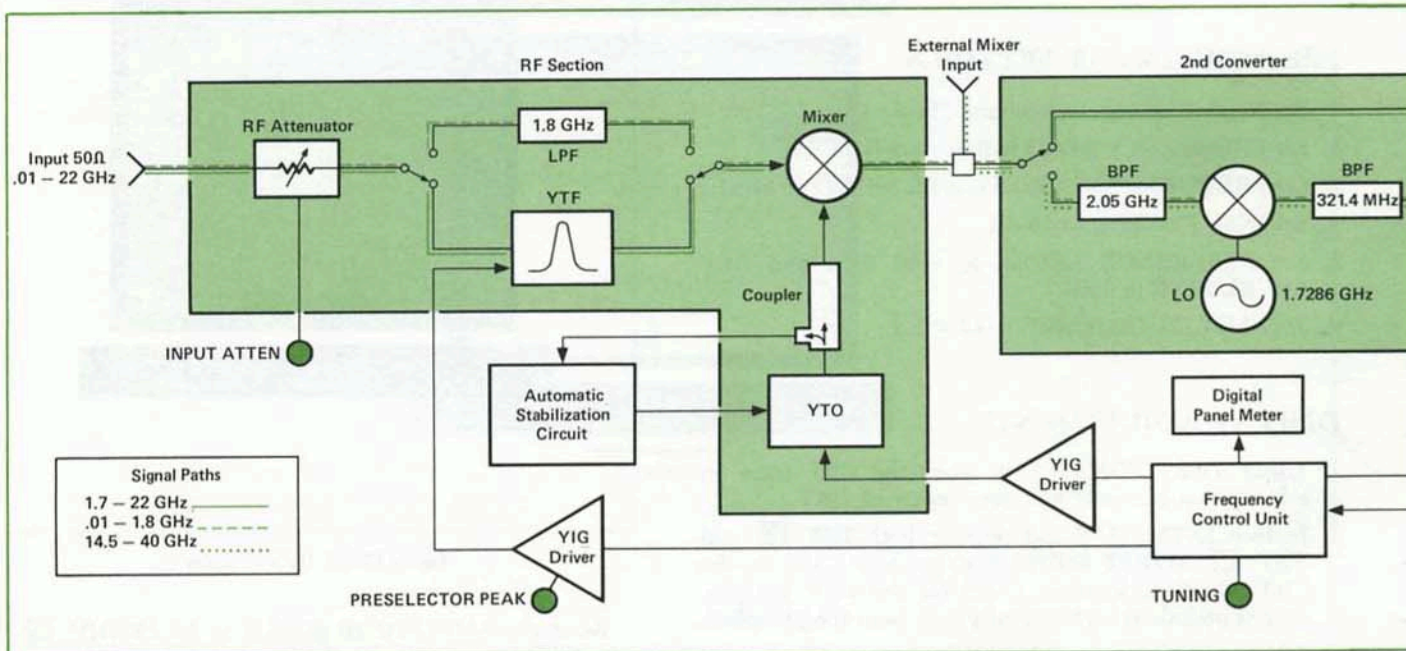 External Mixer
Input
RF Section
2nd Converter
RF Attenuator
Mixer
1.8 GHz
LPF
Input 50Ω
.01 – 22 GHz
YTF
BPF
2.05 GHz
BPF
321.4 MHz
Coupler
LO
1.7286 GHz
INPUT ATTEN
Automatic
Stabilization
Circuit
YTO
Digital
Panel Meter
Signal Paths
1.7 – 22 GHz
.01 – 1.8 GHz
14.5 – 40 GHz
YIG
Driver
Frequency
Control Unit
YIG
Driver
PRESELECTOR PEAK
TUNING